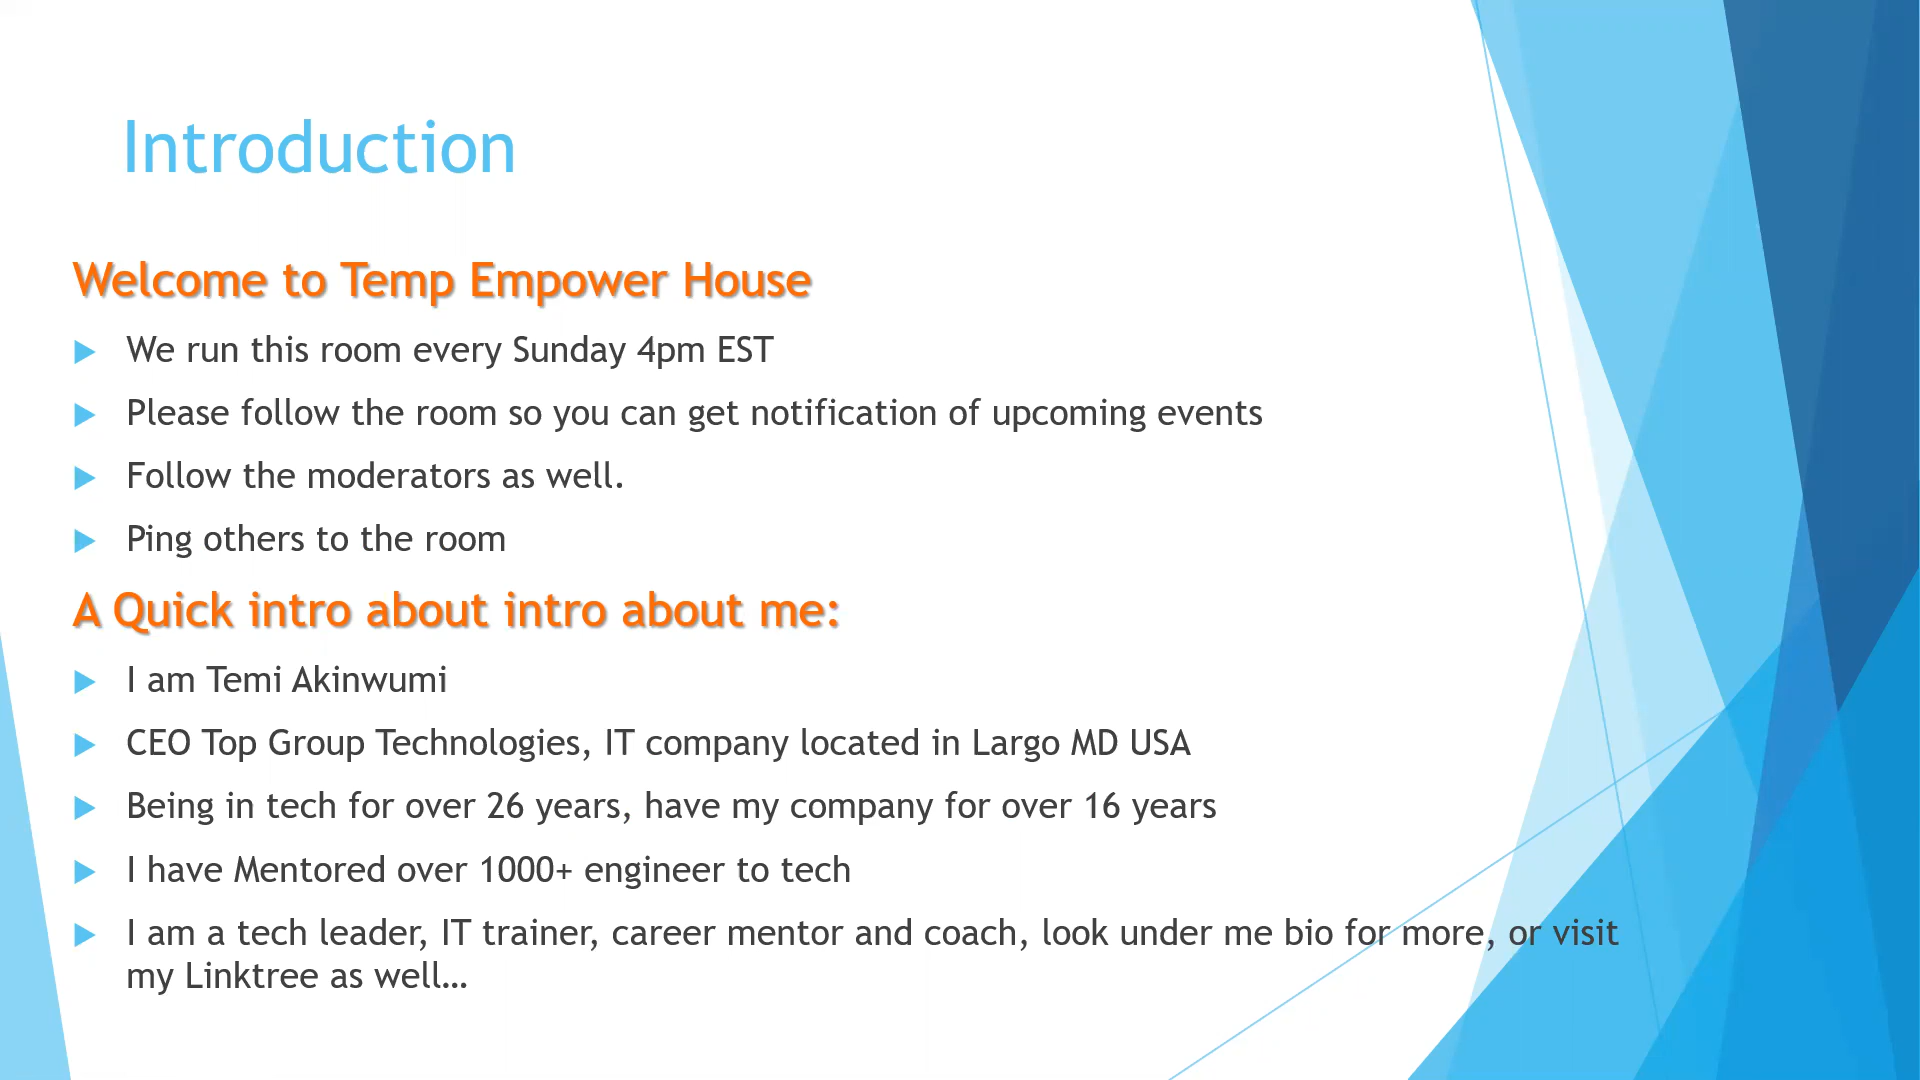 Introduction
Welcome to Temp Empower House
We run this room every Sunday 4pm EST
Please follow the room so you can get notification of upcoming events
Follow the moderators as well.
Ping others to the room
A Quick intro about intro about me:
I am Temi Akinwumi
CEO Top Group Technologies, IT company located in Largo MD USA
Being in tech for over 26 years, have my company for over 16 years
I have Mentored over 1000+ engineer to tech
I am a tech leader, IT trainer, career mentor and coach, look under me bio for more, or visit
my Linktree as well…